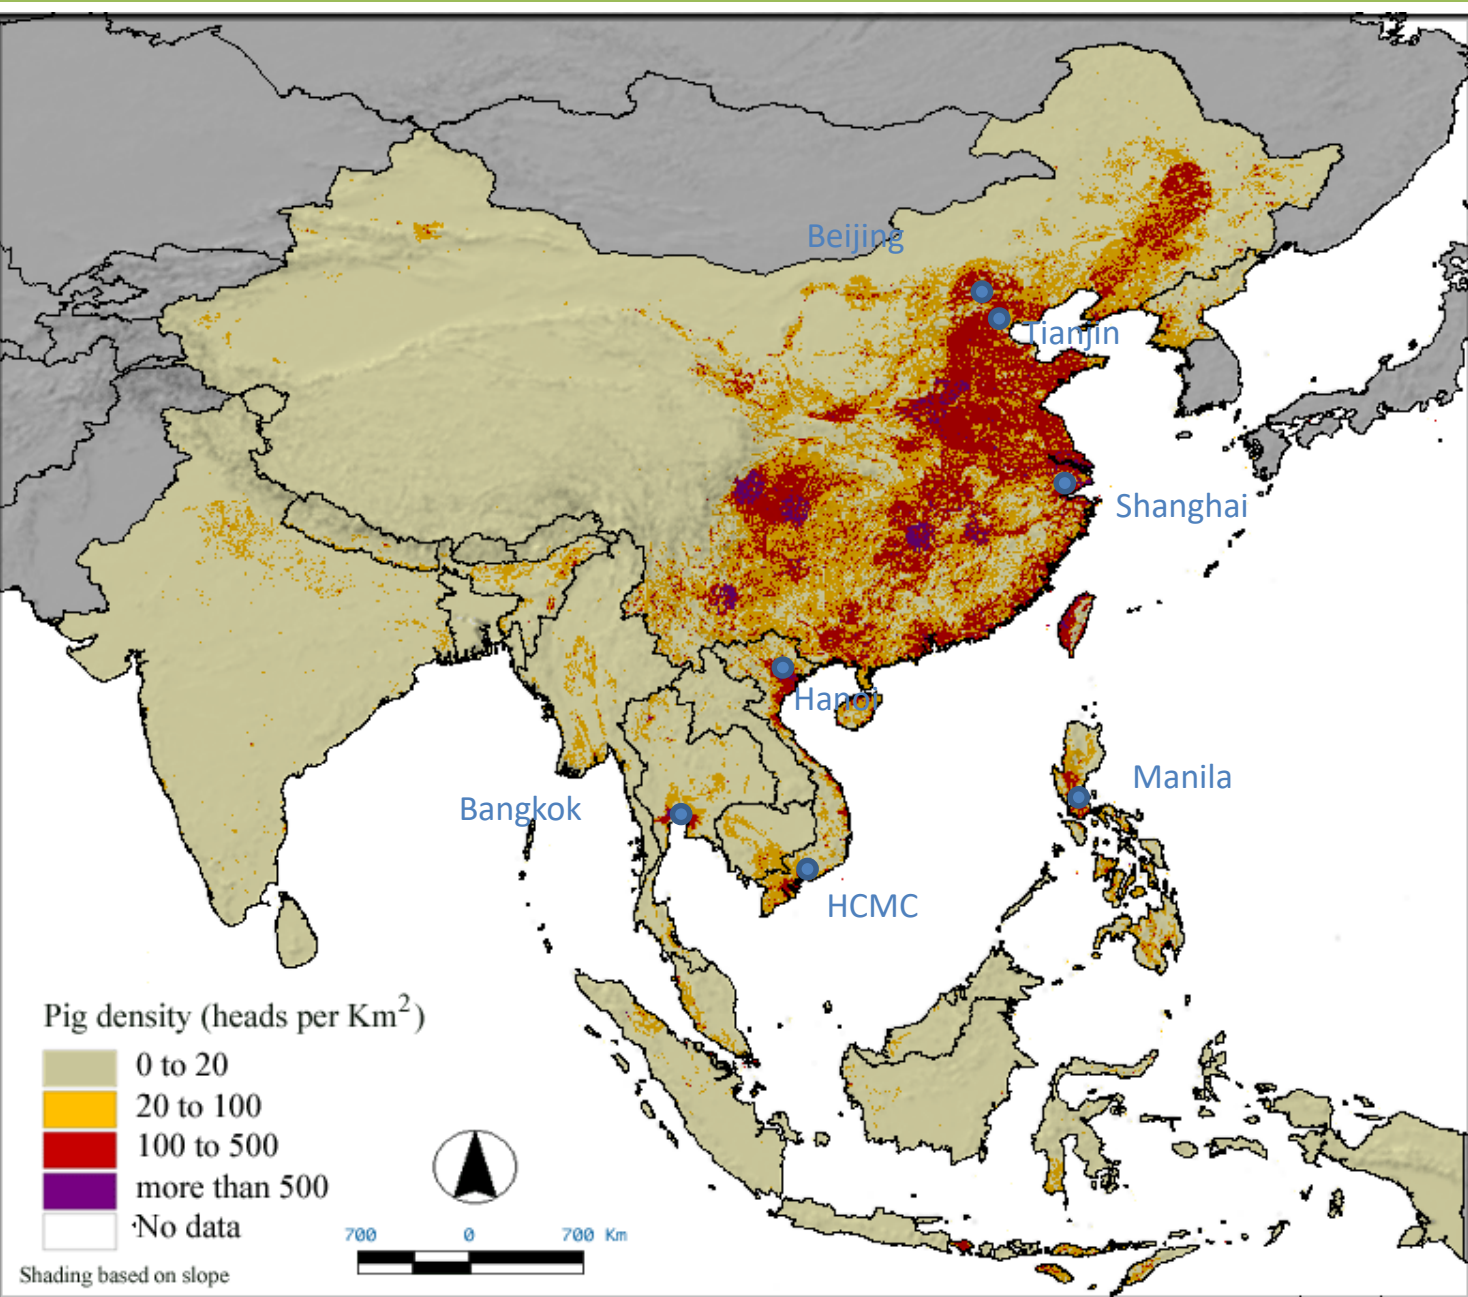 Beijing
Tianjin
Shanghai
Hanoi
Manila
Bangkok
HCMC
Pig density (heads per Km²)
0 to 20
20 to 100
100 to 500
more than 500
No data
700 0 700 Km
Shading based on slope